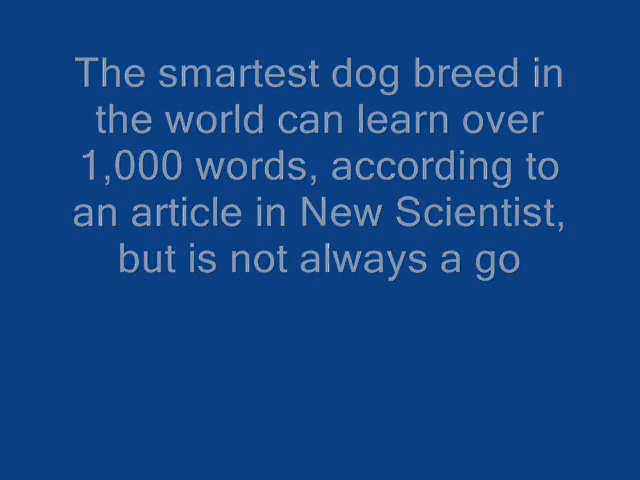 The smartest dog breed in
the world can learn over
1,000 words, according to
an article in New Scientist,
but is not always a go